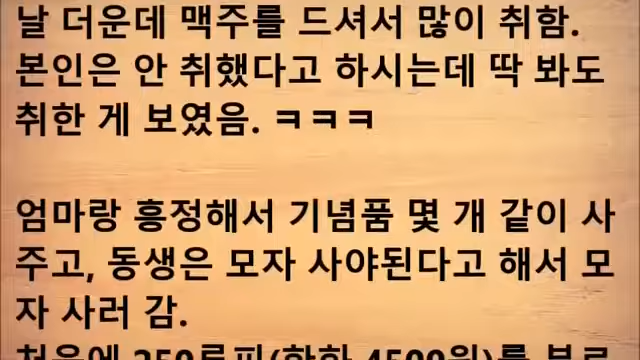 날 더운데 맥주를 드셔서 많이 취함.
본인은 안 취했다고 하시는데 딱 봐도
취한 게 보였음. ㅋㅋㅋ
엄마랑 흥정해서 기념품 몇 개 같이 사
주고, 동생은 모자 사야된다고 해서 모
자 사러 감.
처음에 250루피(한화 4500원)를 부르